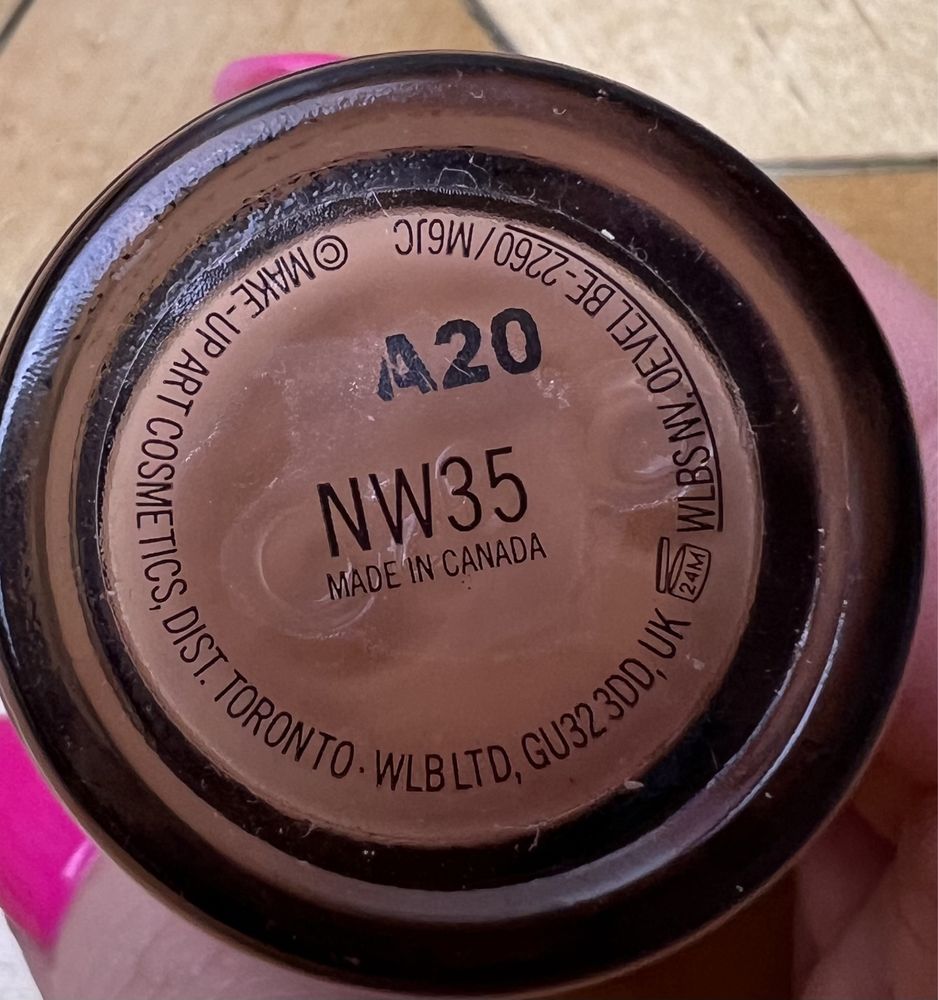 A20
NW35
MADE IN CANADA
©MAKE-UP ART COSMETICS, DIST. TORONTO · WLB LTD, GU32 3DD, UK 24M WLBS NV. OEVEL BE-2260/M6JC